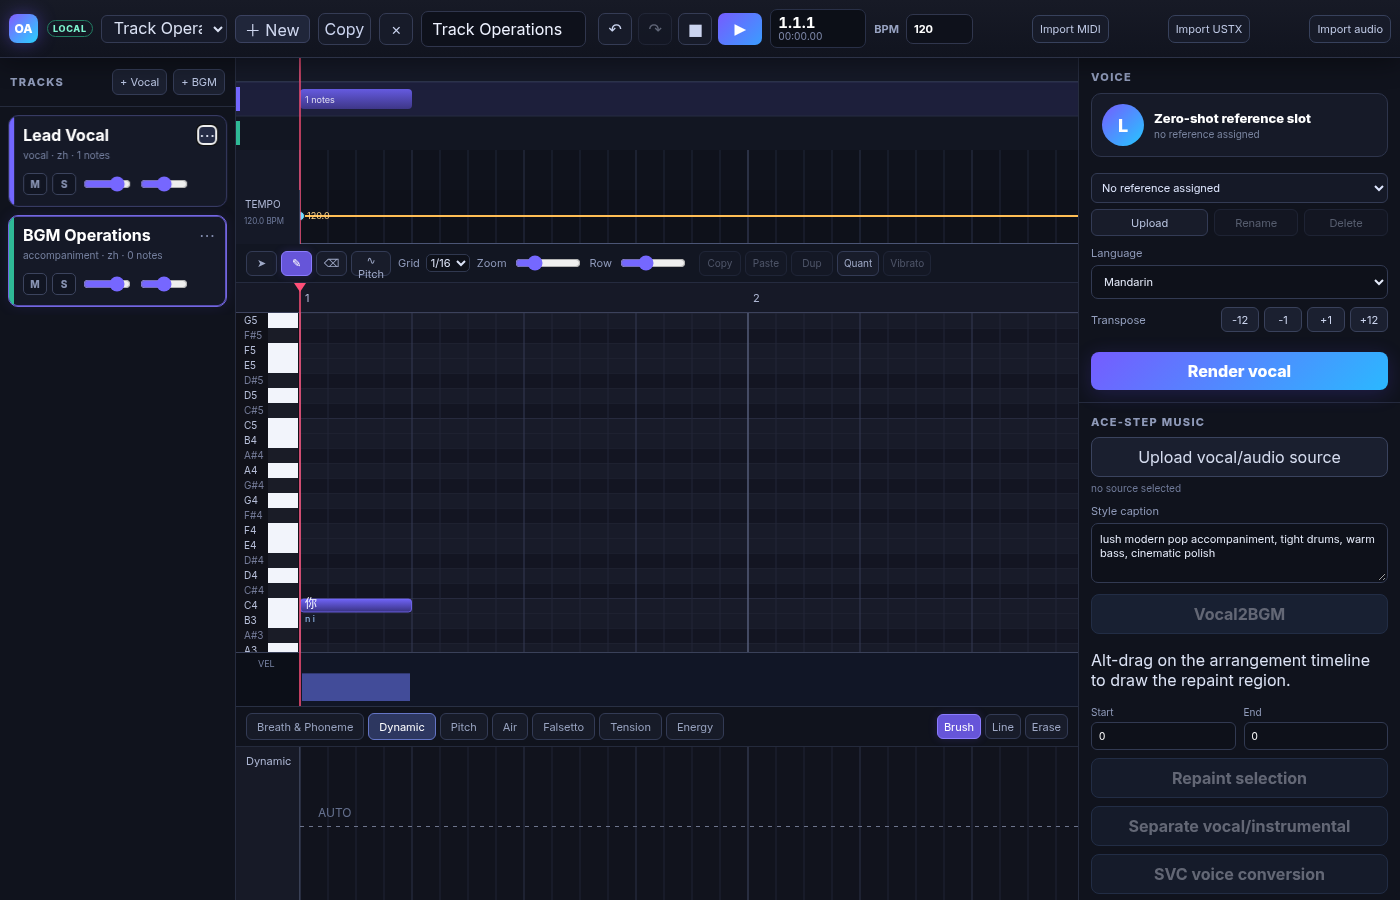 OA
LOCAL
Track Opera
+ New
Copy
×
Track Operations
1.1.1
00:00.00
BPM
120
Import MIDI
Import USTX
Import audio
TRACKS
+ Vocal
+ BGM
Lead Vocal
...
vocal · zh · 1 notes
M
S
BGM Operations
...
accompaniment · zh · 0 notes
M
S
1 notes
TEMPO
120.0 BPM
120.0
Pitch
Grid
1/16
Zoom
Row
Copy
Paste
Dup
Quant
Vibrato
1
2
G5
F#5
F5
E5
D#5
D5
C#5
C5
B4
A#4
A4
G#4
G4
F#4
F4
E4
D#4
D4
C#4
C4
你
B3
n i
A#3
A3
VEL
Breath & Phoneme
Dynamic
Pitch
Air
Falsetto
Tension
Energy
Brush
Line
Erase
Dynamic
AUTO
VOICE
L
Zero-shot reference slot
no reference assigned
No reference assigned
Upload
Rename
Delete
Language
Mandarin
Transpose
-12
-1
+1
+12
Render vocal
ACE-STEP MUSIC
Upload vocal/audio source
no source selected
Style caption
lush modern pop accompaniment, tight drums, warm
bass, cinematic polish
Vocal2BGM
Alt-drag on the arrangement timeline
to draw the repaint region.
Start
End
0
0
Repaint selection
Separate vocal/instrumental
SVC voice conversion